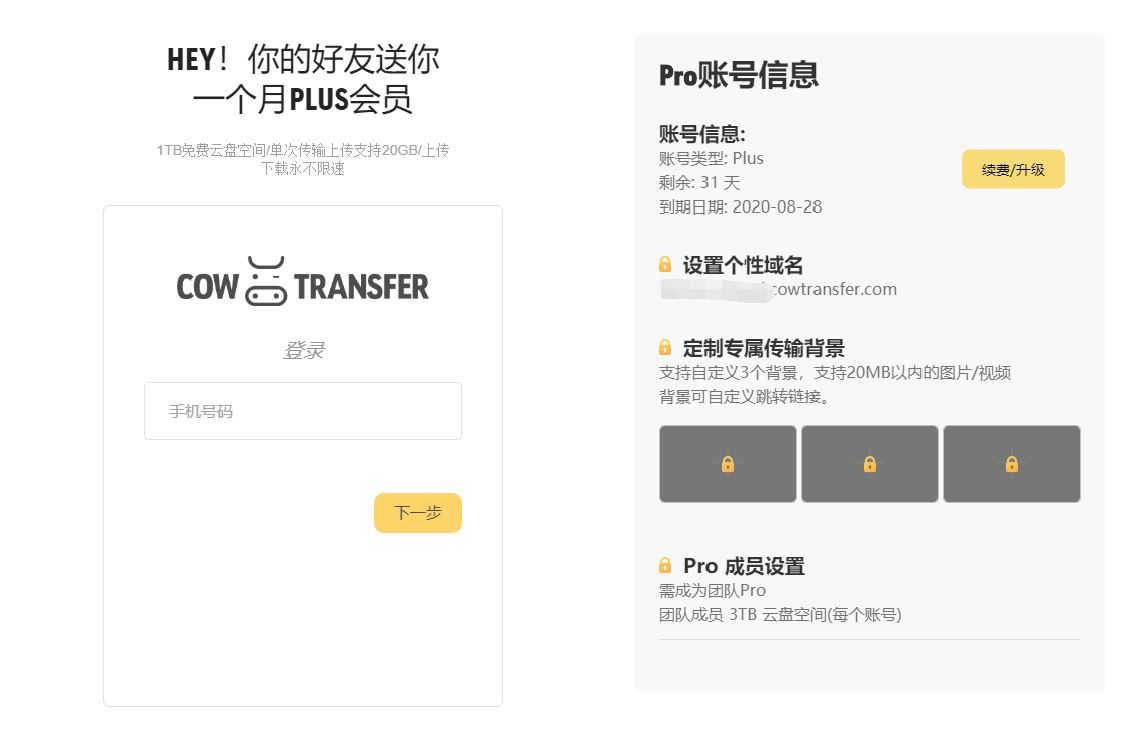 HEY！你的好友送你
一个月PLUS会员
1TB免费云盘空间/单次传输上传支持20GB/上传
下载永不限速
COW TRANSFER
登录
手机号码
下一步
Pro账号信息
账号信息:
账号类型: Plus
剩余: 31 天
到期日期: 2020-08-28
续费/升级
设置个性域名
cowtransfer.com
定制专属传输背景
支持自定义3个背景，支持20MB以内的图片/视频
背景可自定义跳转链接。
Pro 成员设置
需成为团队Pro
团队成员 3TB 云盘空间(每个账号)